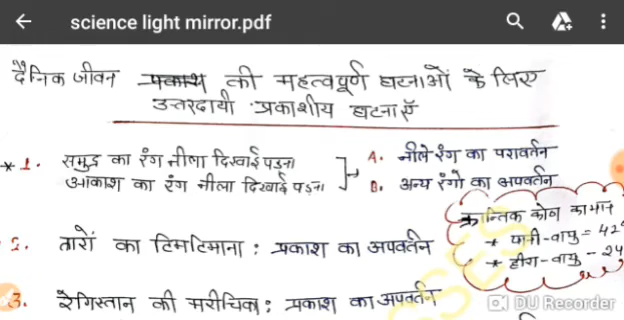 science light mirror.pdf
दैनिक जीवन प्रकाश की महत्वपूर्ण घटनाओं के लिए
उत्तरदायी प्रकाशीय घटनाएँ
* 1. समुद्र का रंग नीला दिखाई पड़ना
आकाश का रंग नीला दिखाई पड़ना
A. नीले रंग का परावर्तन
B. अन्य रंगो का अपवर्तन
क्रान्तिक कोण का मान
* पानी-वायु = 42
* हीरा-वायु - 24
2. तारों का टिमटिमाना : प्रकाश का अपवर्तन
3. रेगिस्तान की मरीचिका : प्रकाश का अपवर्तन
DU Recorder